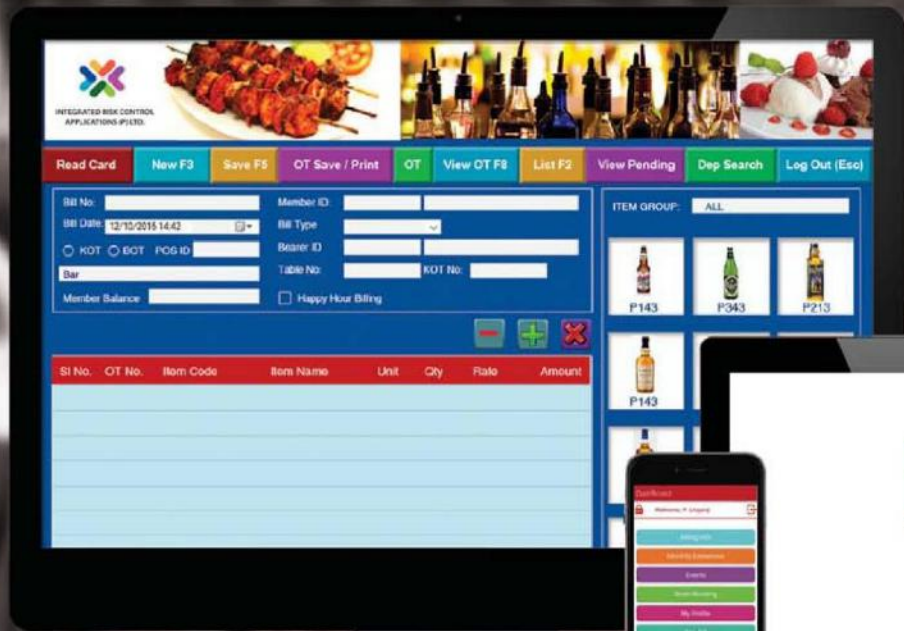 INTEGRATED RISK CONTROL
APPLICATIONS (P) LTD.
Read Card New F3 Save F5 OT Save / Print OT View OT F8 List F2 View Pending Dep Search Log Out (Esc)
Bill No: Member ID:
Bill Date: 12/10/2015 14:42 Bill Type
KOT BOT POS ID Bearer ID
Bar Table No: KOT No:
Member Balance Happy Hour Billing
ITEM GROUP: ALL
P143 P343 P213
Sl No. OT No. Item Code Item Name Unit Qty Rate Amount
P143
Dashboard
Events
My Profile